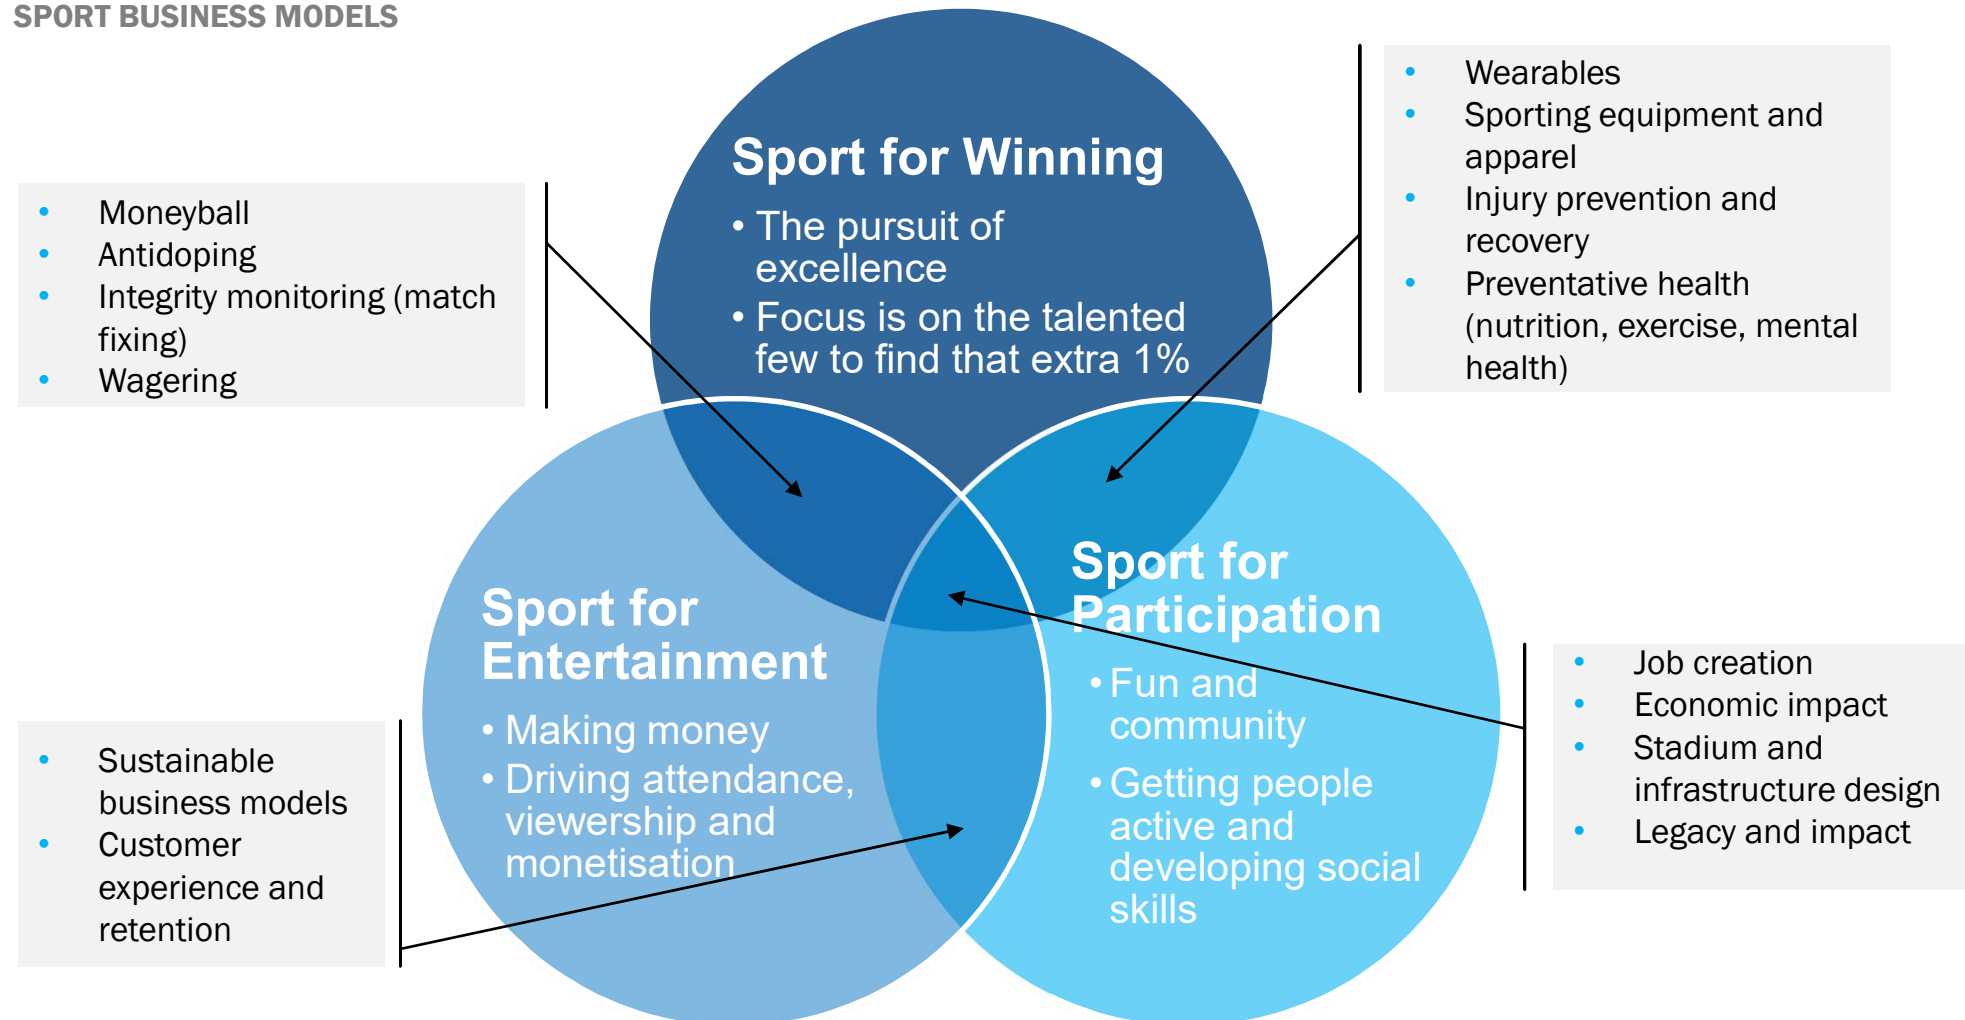 SPORT BUSINESS MODELS
• Moneyball
• Antidoping
• Integrity monitoring (match
fixing)
• Wagering
Sport for Winning
• The pursuit of
excellence
• Focus is on the talented
few to find that extra 1%
• Wearables
• Sporting equipment and
apparel
• Injury prevention and
recovery
• Preventative health
(nutrition, exercise, mental
health)
Sport for
Entertainment
• Making money
• Driving attendance,
viewership and
monetisation
Sport for
Participation
• Fun and
community
• Getting people
active and
developing social
skills
• Sustainable
business models
• Customer
experience and
retention
• Job creation
• Economic impact
• Stadium and
infrastructure design
• Legacy and impact